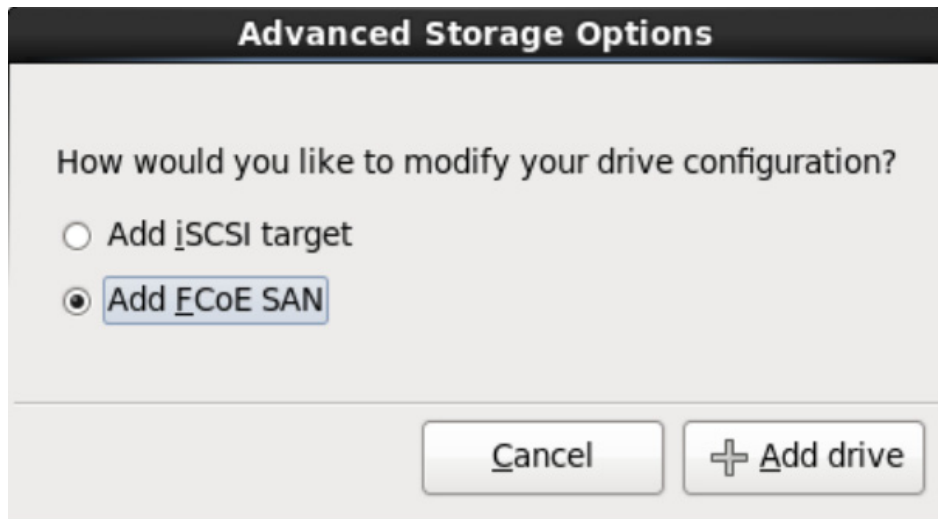 Advanced Storage Options
How would you like to modify your drive configuration?
Add iSCSI target
Add FCoE SAN
Cancel
Add drive